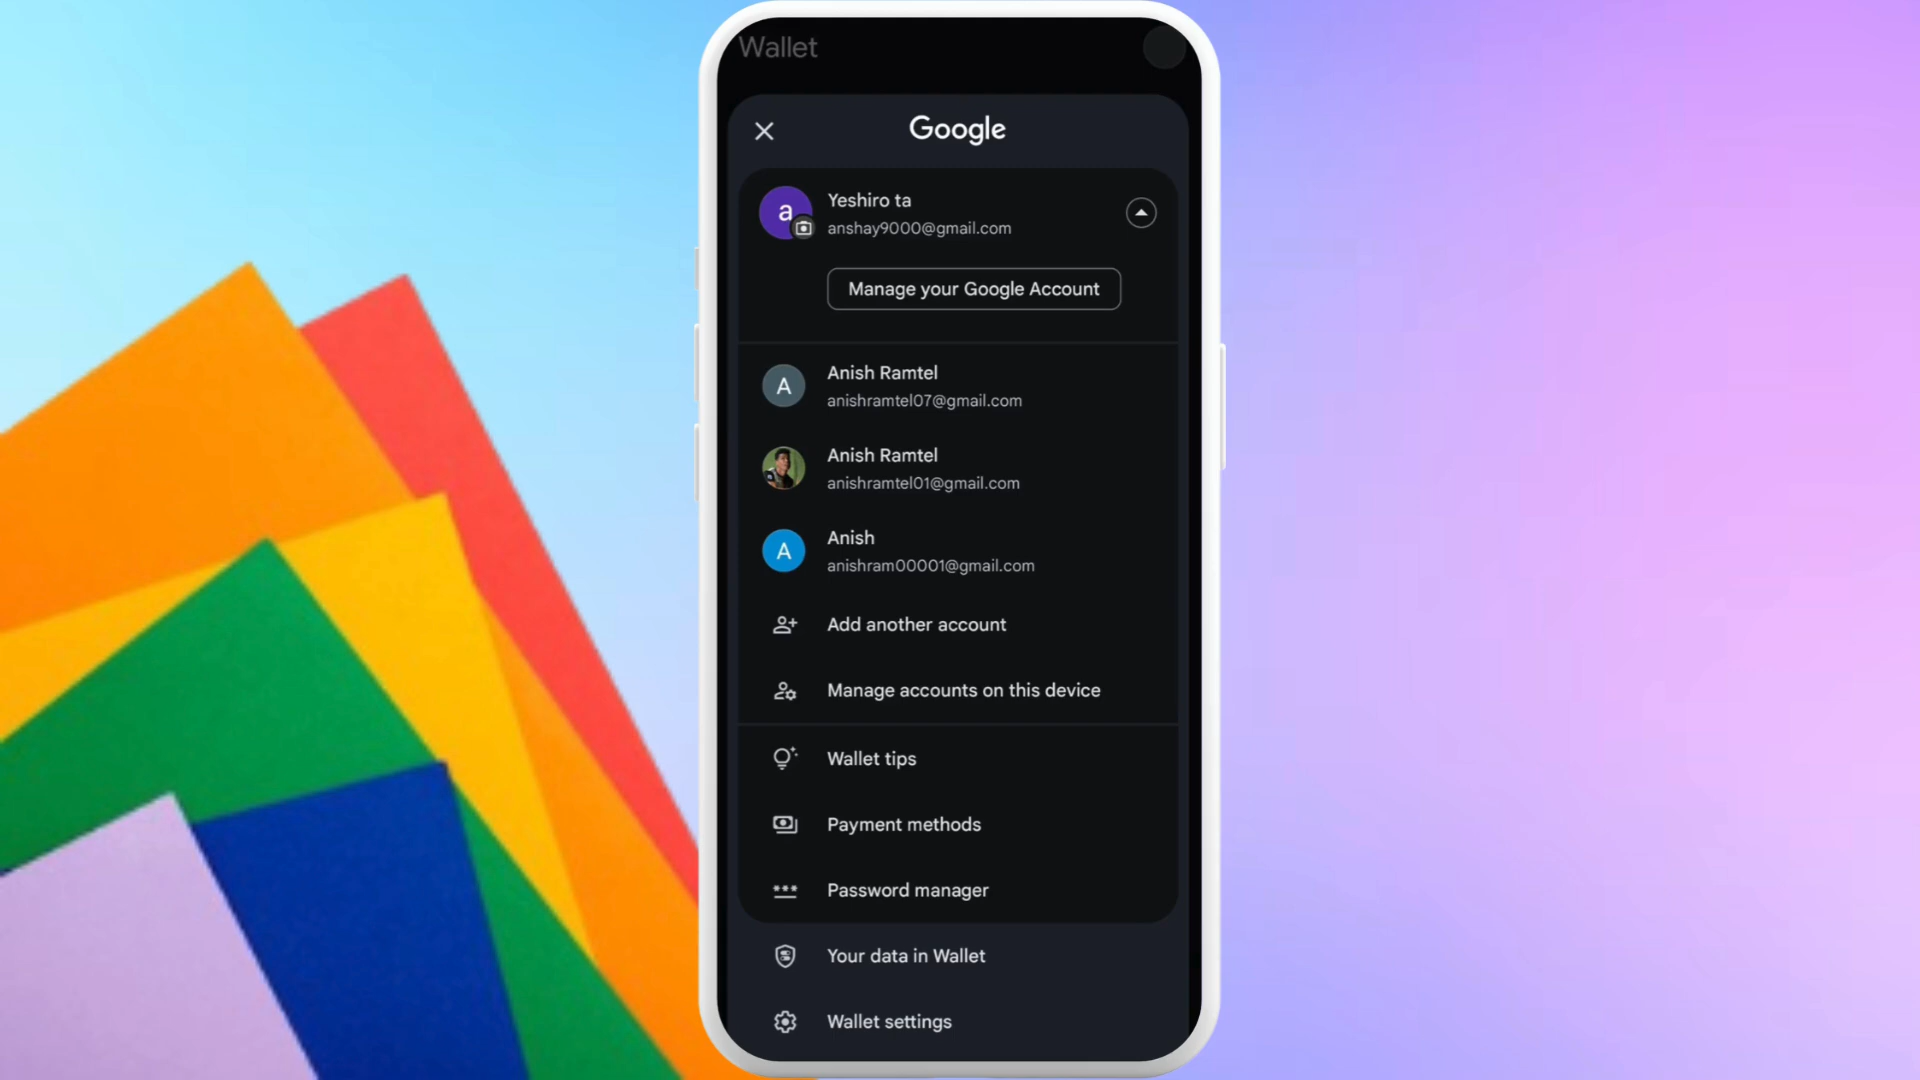 Wallet
Google
a
Yeshiro ta
anshay9000@gmail.com
Manage your Google Account
A
Anish Ramtel
anishramtel07@gmail.com
Anish Ramtel
anishramtel01@gmail.com
A
Anish
anishram00001@gmail.com
Add another account
Manage accounts on this device
Wallet tips
Payment methods
Password manager
Your data in Wallet
Wallet settings